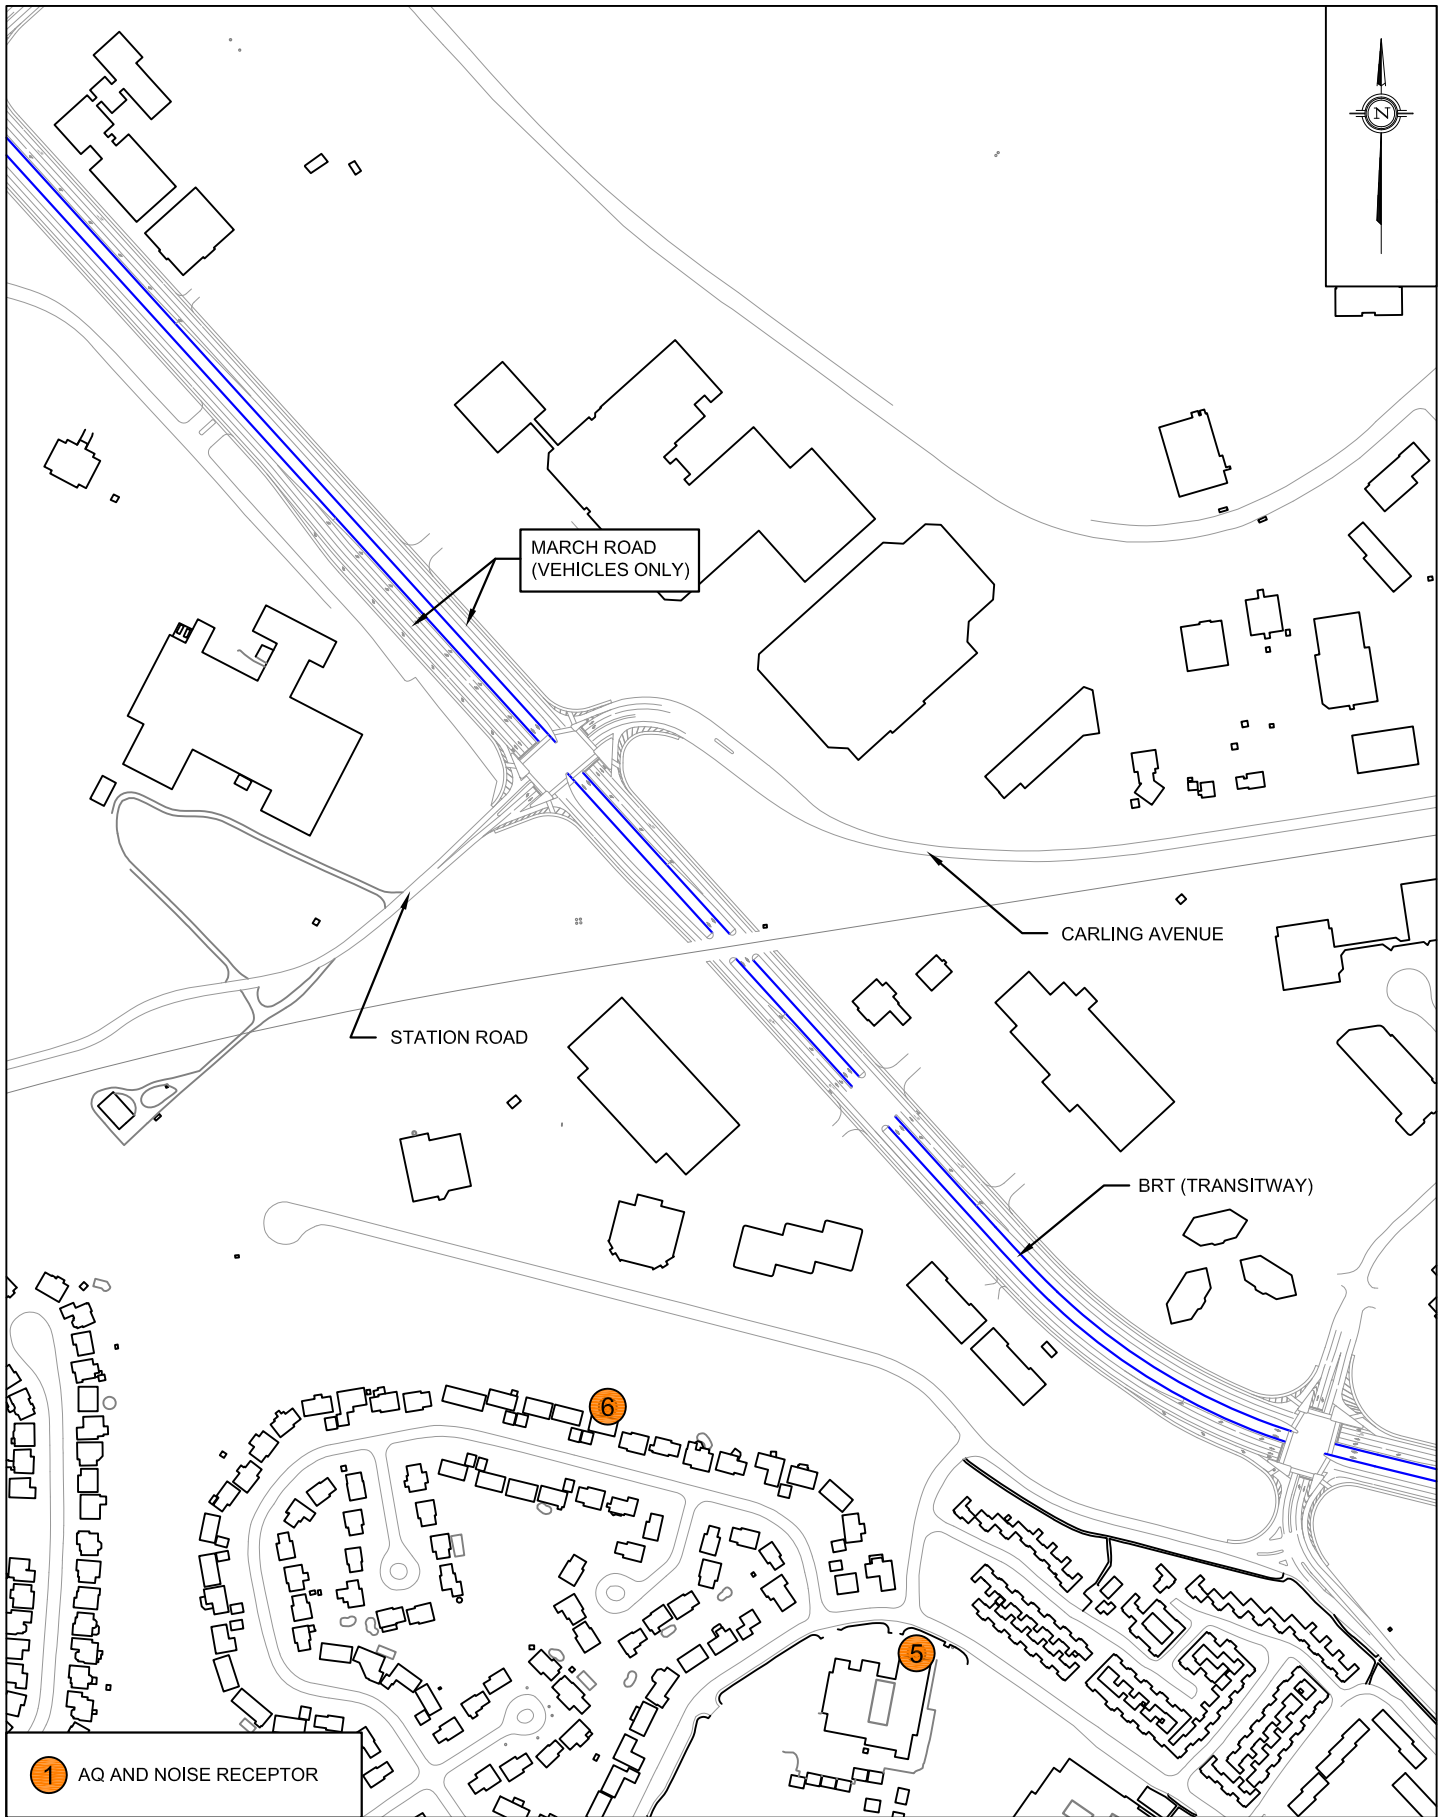 N
MARCH ROAD
(VEHICLES ONLY)
CARLING AVENUE
STATION ROAD
BRT (TRANSITWAY)
6
5
1 AQ AND NOISE RECEPTOR